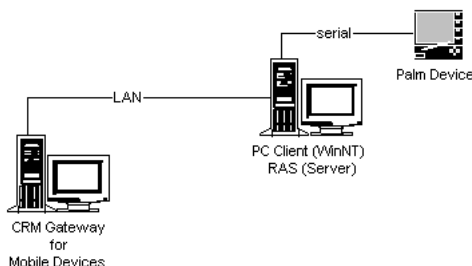 serial
Palm Device
LAN
PC Client (WinNT)
RAS (Server)
CRM Gateway
for
Mobile Devices